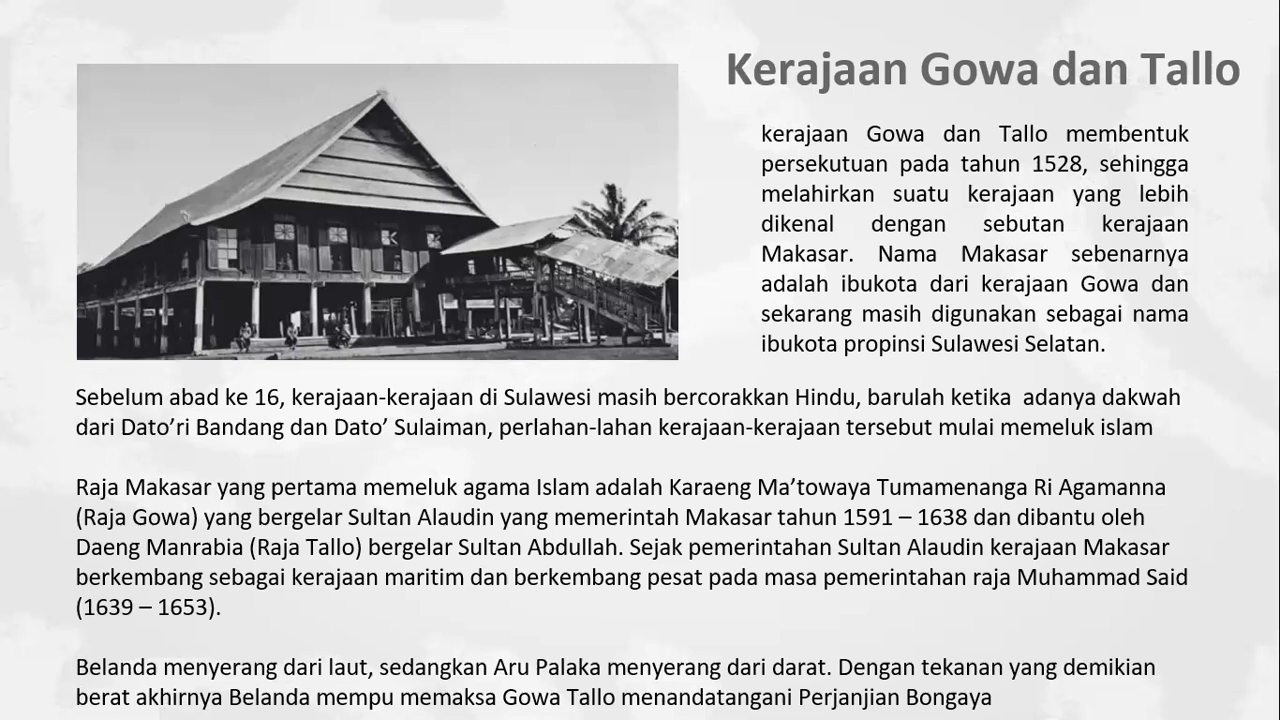 Kerajaan Gowa dan Tallo
kerajaan Gowa dan Tallo membentuk
persekutuan pada tahun 1528, sehingga
melahirkan suatu kerajaan yang lebih
dikenal dengan sebutan kerajaan
Makasar. Nama Makasar sebenarnya
adalah ibukota dari kerajaan Gowa dan
sekarang masih digunakan sebagai nama
ibukota propinsi Sulawesi Selatan.
Sebelum abad ke 16, kerajaan-kerajaan di Sulawesi masih bercorakkan Hindu, barulah ketika  adanya dakwah
dari Dato’ri Bandang dan Dato’ Sulaiman, perlahan-lahan kerajaan-kerajaan tersebut mulai memeluk islam
Raja Makasar yang pertama memeluk agama Islam adalah Karaeng Ma’towaya Tumamenanga Ri Agamanna
(Raja Gowa) yang bergelar Sultan Alaudin yang memerintah Makasar tahun 1591 – 1638 dan dibantu oleh
Daeng Manrabia (Raja Tallo) bergelar Sultan Abdullah. Sejak pemerintahan Sultan Alaudin kerajaan Makasar
berkembang sebagai kerajaan maritim dan berkembang pesat pada masa pemerintahan raja Muhammad Said
(1639 – 1653).
Belanda menyerang dari laut, sedangkan Aru Palaka menyerang dari darat. Dengan tekanan yang demikian
berat akhirnya Belanda mempu memaksa Gowa Tallo menandatangani Perjanjian Bongaya